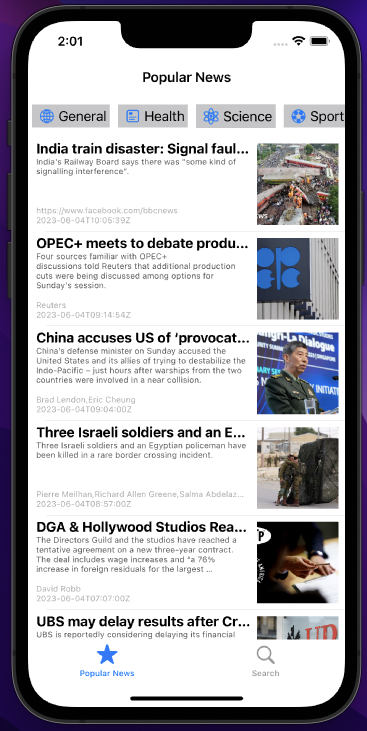 2:01
Popular News
General
Health
Science
Sport
India train disaster: Signal faul...
India's Railway Board says there was "some kind of
signalling interference".
https://www.facebook.com/bbcnews
2023-06-04T10:05:39Z
OPEC+ meets to debate produ...
Four sources familiar with OPEC+
discussions told Reuters that additional production
cuts were being discussed among options for
Sunday's session.
Reuters
2023-06-04T09:14:54Z
China accuses US of ‘provocat...
China's defense minister on Sunday accused the
United States and its allies of trying to destabilize the
Indo-Pacific – just hours after warships from the two
countries were involved in a near collision.
Brad Lendon,Eric Cheung
2023-06-04T09:04:00Z
Three Israeli soldiers and an E...
Three Israeli soldiers and an Egyptian policeman have
been killed in a rare border crossing incident.
Pierre Meilhan,Richard Allen Greene,Salma Abdelaz...
2023-06-04T08:57:00Z
DGA & Hollywood Studios Rea...
The Directors Guild and the studios have reached a
tentative agreement on a new three-year contract.
The deal includes wage increases and "a 76%
increase in foreign residuals for the largest ...
David Robb
2023-06-04T07:07:00Z
UBS may delay results after Cr...
UBS is reportedly considering delaying its financial
Popular News
Search